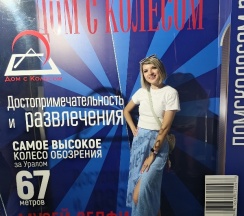 ДОМ С КОЛЕСОМ
Дом с Колесом
Достопримечательность
и развлечения
САМОЕ ВЫСОКОЕ
КОЛЕСО ОБОЗРЕНИЯ
за Уралом
67
метров